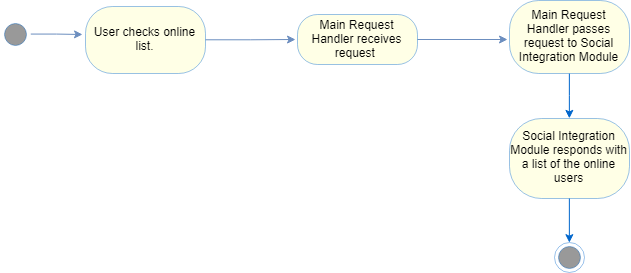 User checks online
list.
Main Request
Handler receives
request
Main Request
Handler passes
request to Social
Integration Module
Social Integration
Module responds with
a list of the online
users